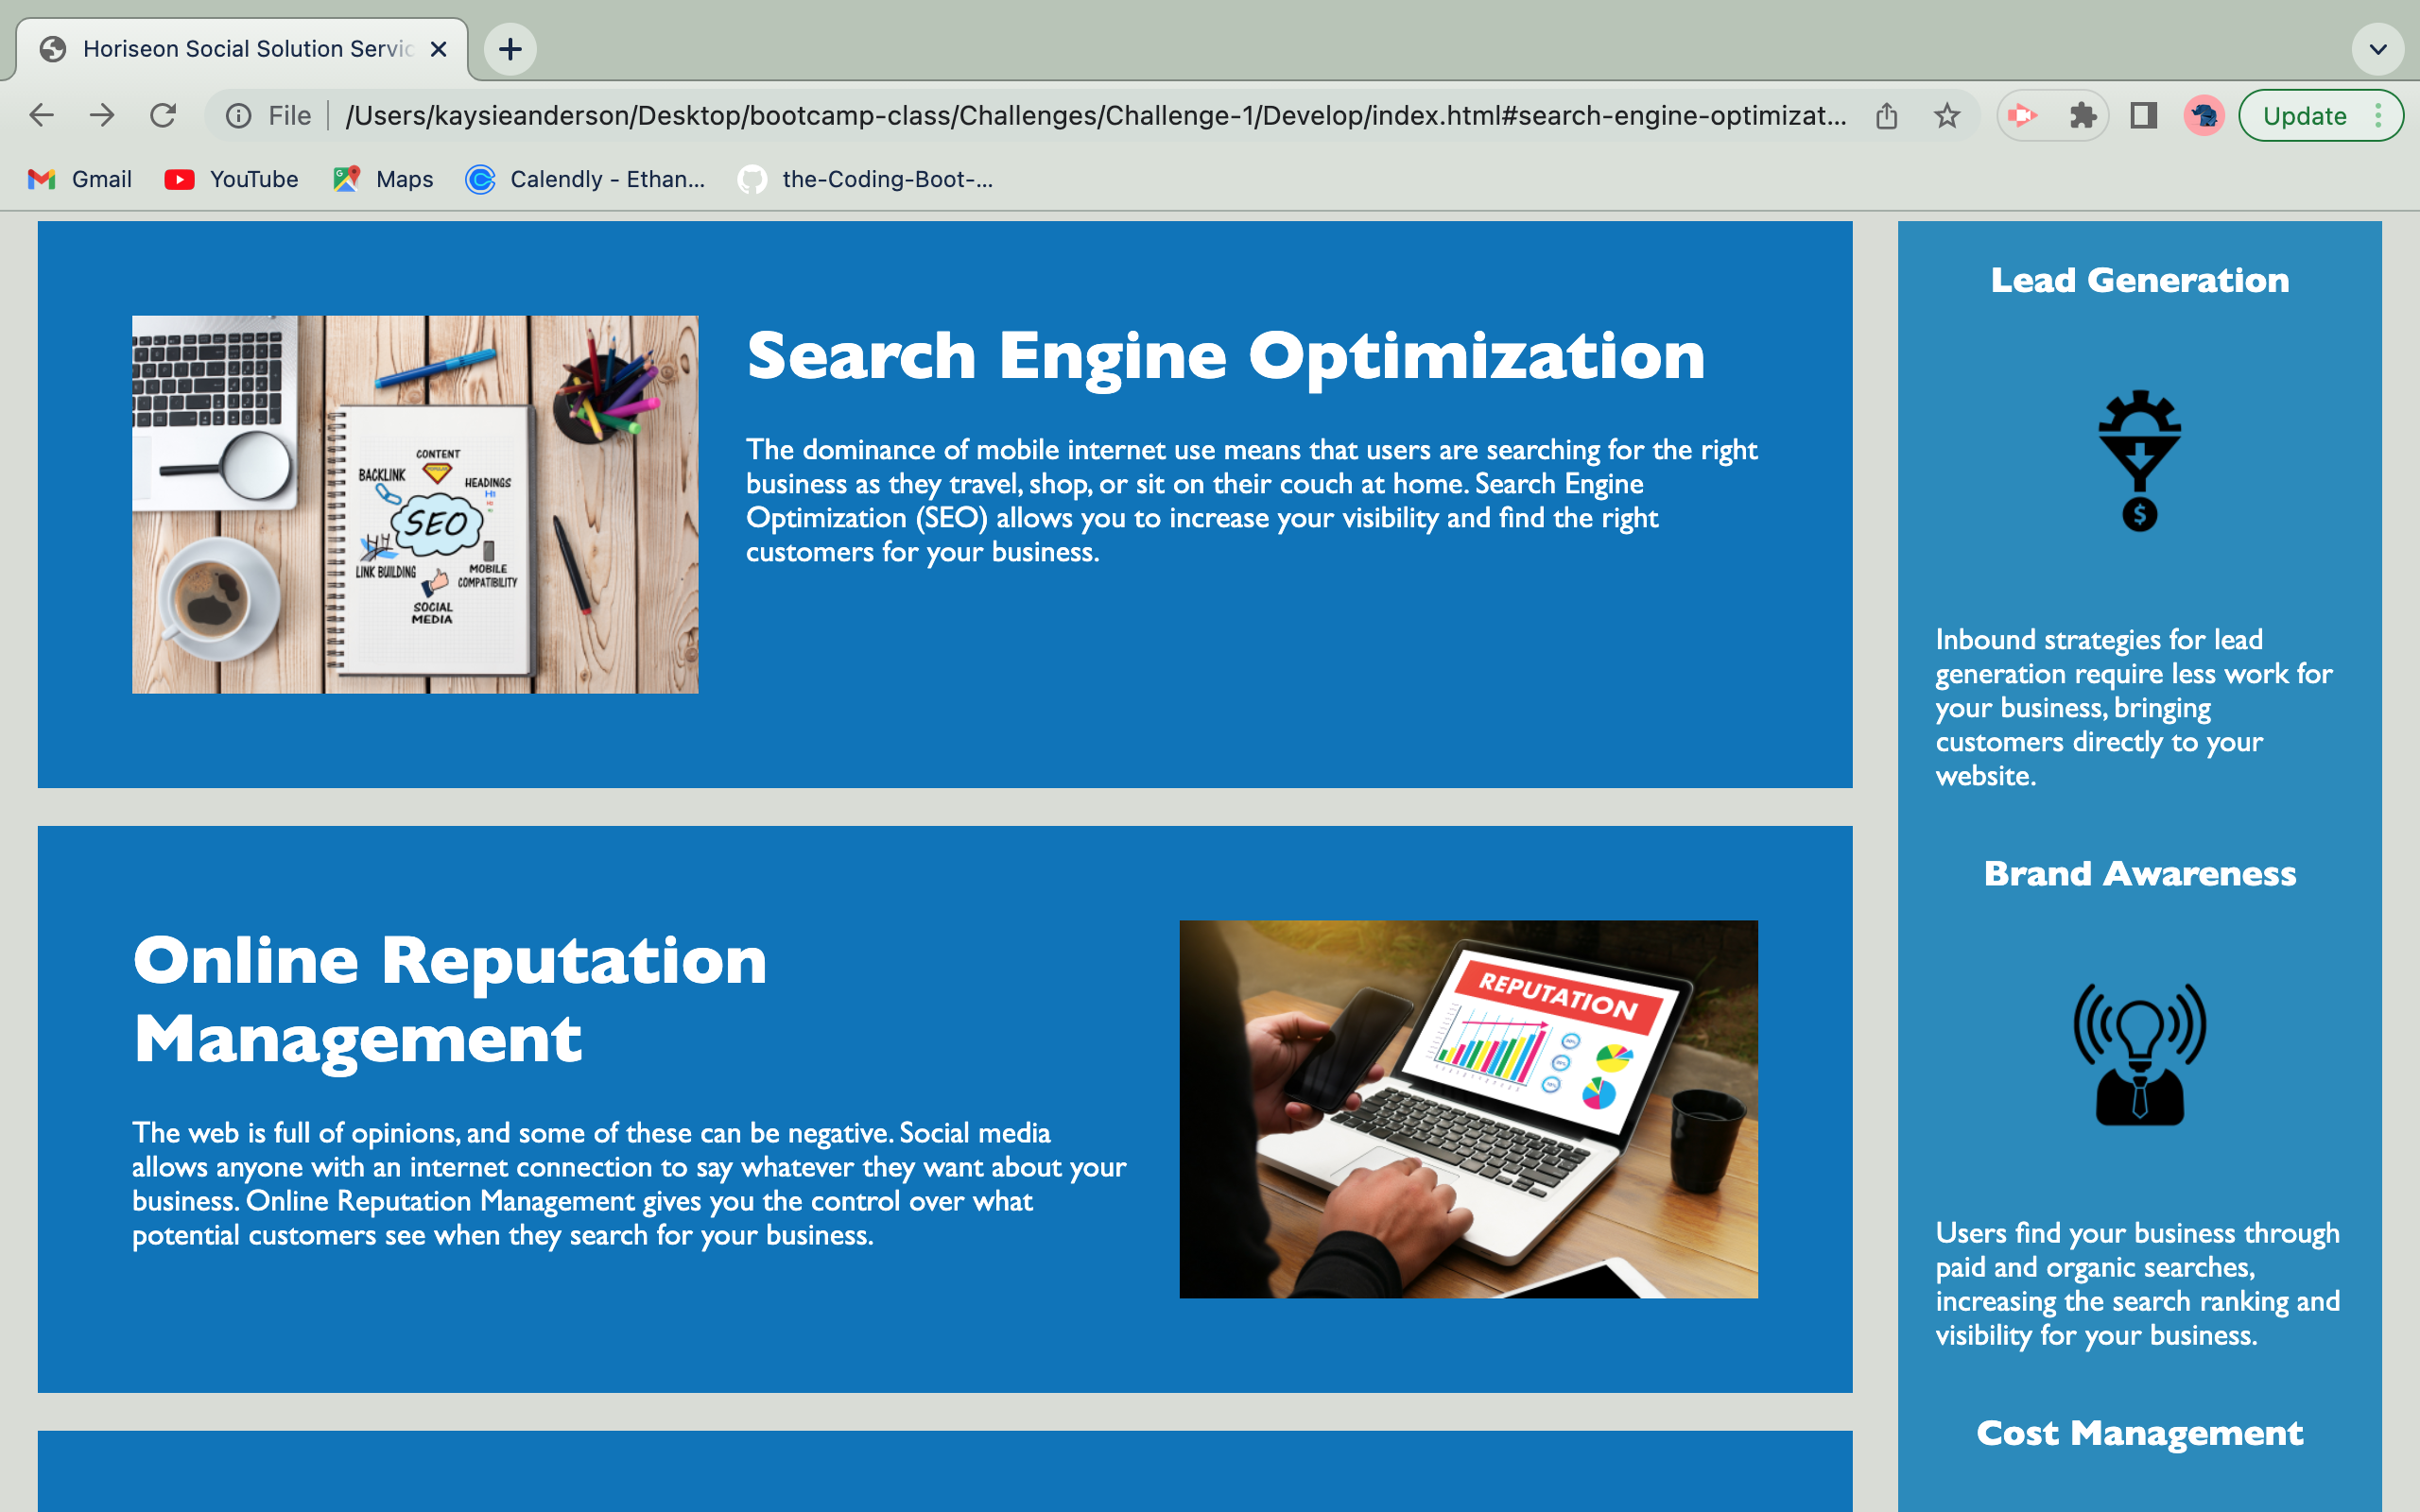 Horiseon Social Solution Servic
File
/Users/kaysieanderson/Desktop/bootcamp-class/Challenges/Challenge-1/Develop/index.html#search-engine-optimizat...
Update
Gmail
YouTube
Maps
Calendly - Ethan...
the-Coding-Boot-...
CONTENT
BACKLINK
HEADINGS
H1
SEO
LINK BUILDING
MOBILE
COMPATIBILITY
SOCIAL
MEDIA
Search Engine Optimization
The dominance of mobile internet use means that users are searching for the right
business as they travel, shop, or sit on their couch at home. Search Engine
Optimization (SEO) allows you to increase your visibility and find the right
customers for your business.
Online Reputation
Management
The web is full of opinions, and some of these can be negative. Social media
allows anyone with an internet connection to say whatever they want about your
business. Online Reputation Management gives you the control over what
potential customers see when they search for your business.
REPUTATION
Lead Generation
$
Inbound strategies for lead
generation require less work for
your business, bringing
customers directly to your
website.
Brand Awareness
Users find your business through
paid and organic searches,
increasing the search ranking and
visibility for your business.
Cost Management